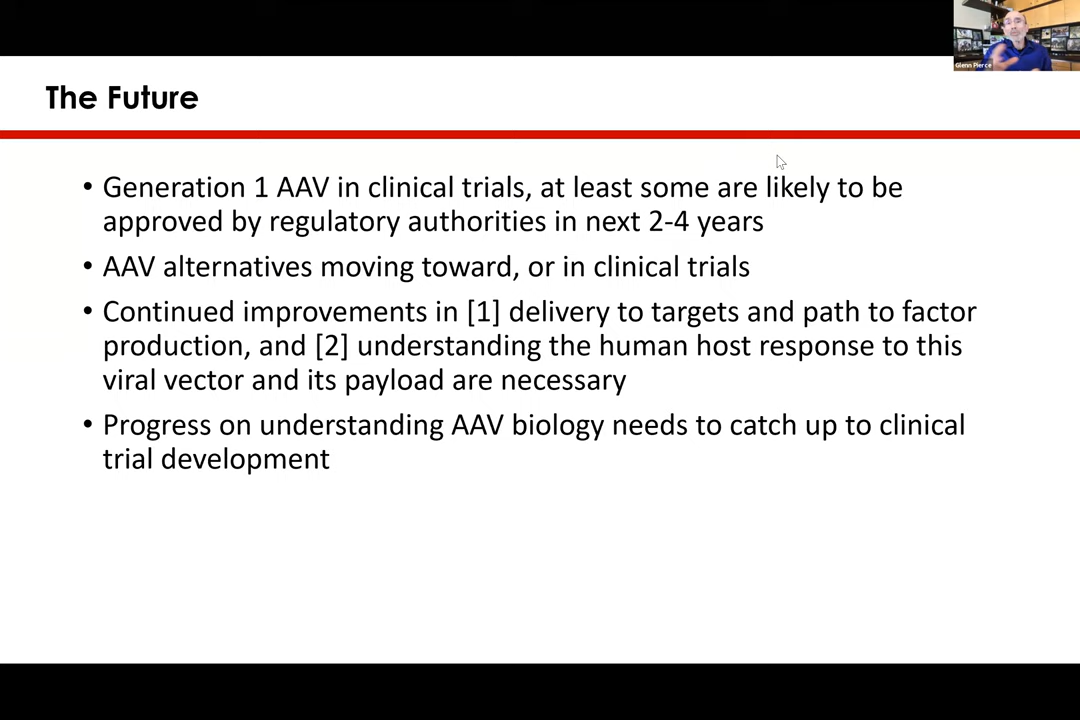 Glenn Pierce
The Future
• Generation 1 AAV in clinical trials, at least some are likely to be
approved by regulatory authorities in next 2-4 years
• AAV alternatives moving toward, or in clinical trials
• Continued improvements in [1] delivery to targets and path to factor
production, and [2] understanding the human host response to this
viral vector and its payload are necessary
• Progress on understanding AAV biology needs to catch up to clinical
trial development